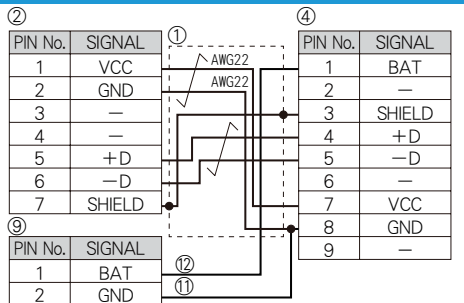 ② ④
PIN No. SIGNAL ① PIN No. SIGNAL
1 VCC AWG22 1 BAT
2 GND AWG22 2 —
3 — 3 SHIELD
4 — 4 +D
5 +D 5 −D
6 −D 6 —
7 SHIELD 7 VCC
⑨ 8 GND
PIN No. SIGNAL 9 —
1 BAT ⑫
2 GND ⑪